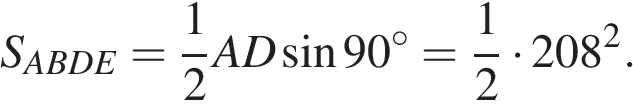 $S_{ABDE} = \frac{1}{2} AD \sin 90^\circ = \frac{1}{2} \cdot 208^2.$